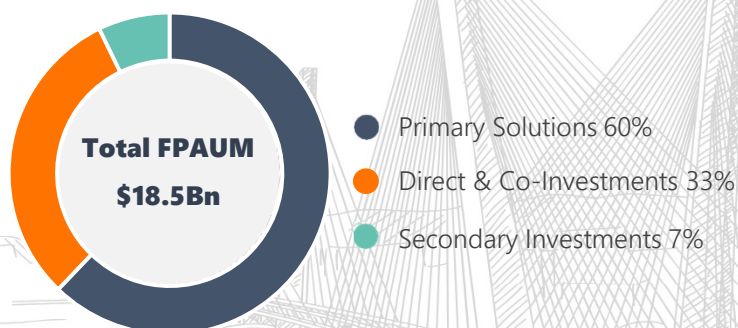 Total FPAUM
$18.5Bn
Primary Solutions 60%
Direct & Co-Investments 33%
Secondary Investments 7%